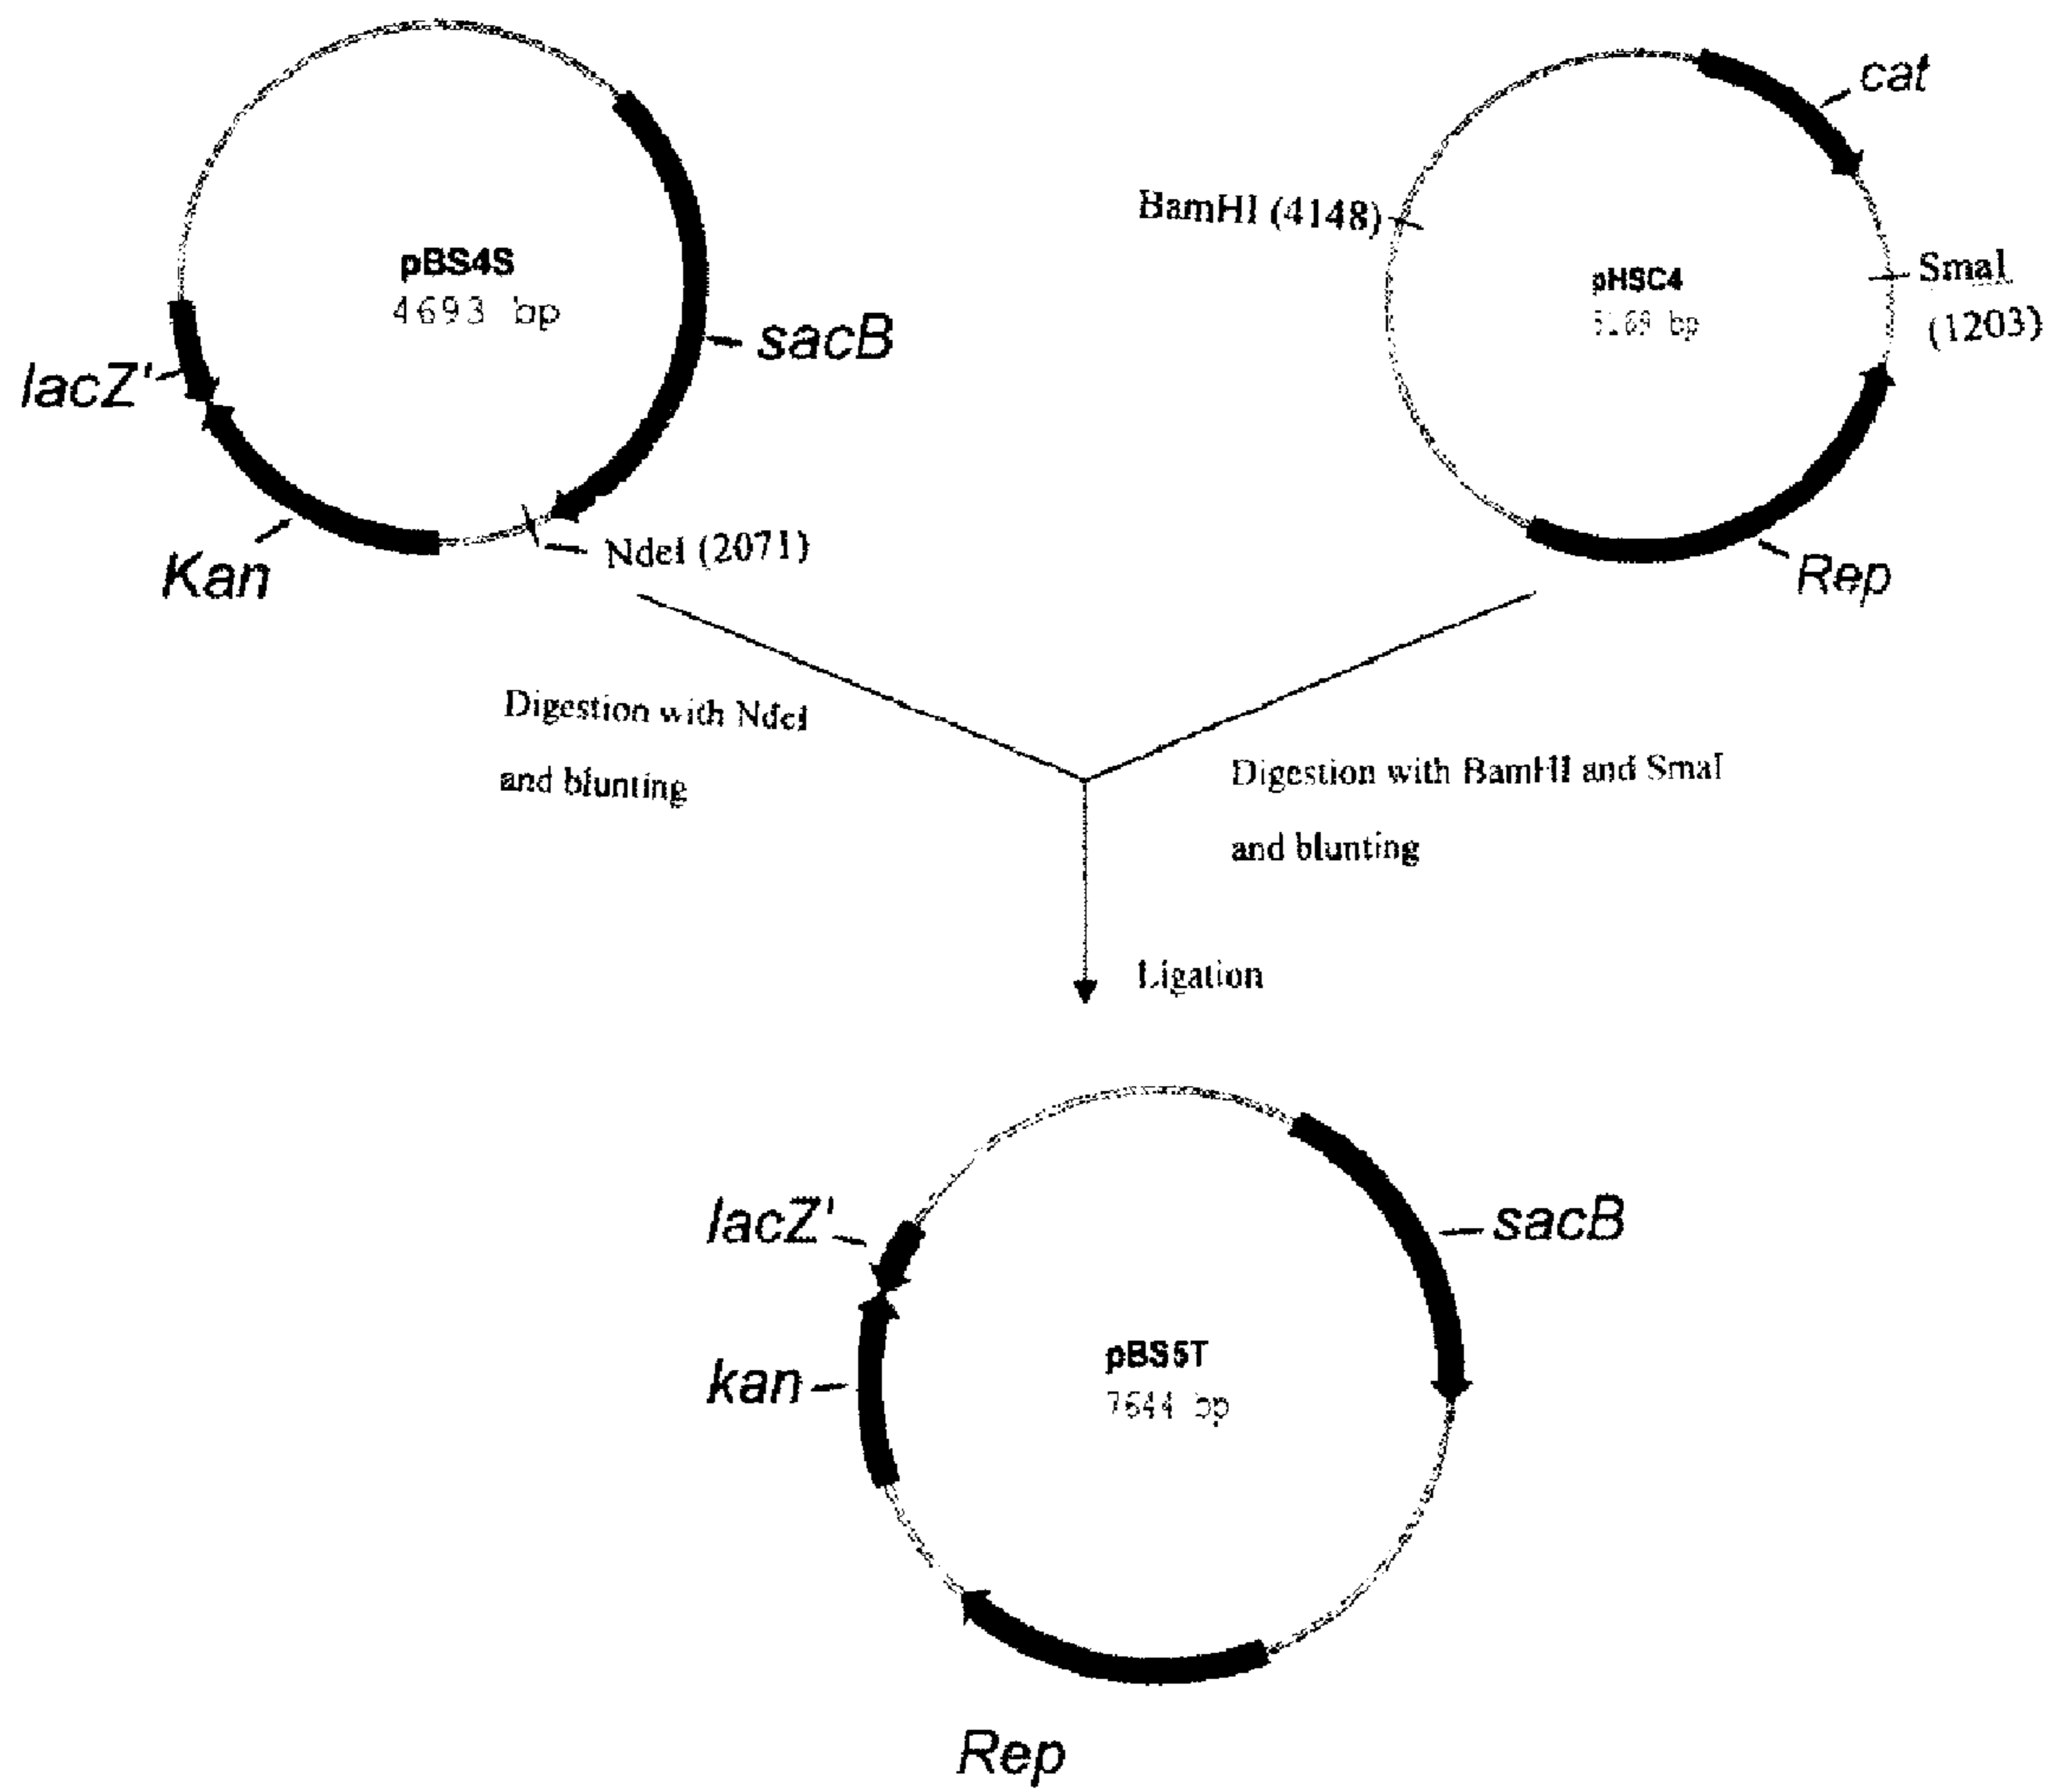 cat
BamHI (4148)
pBS4S
4693 bp
SmaI
(1203)
pHSC4
bp
sacB
lacZ'
Kan
NdeI (2071)
Rep
Digestion with NdeI
and blunting
Digestion with BamHI and SmaI
and blunting
Ligation
lacZ'
sacB
kan
pBS5T
7644 bp
Rep